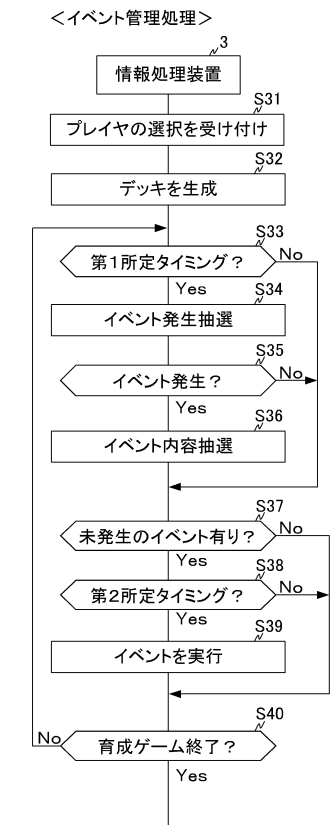 ＜イベント管理処理＞
3
情報処理装置
S31
プレイヤの選択を受け付け
S32
デッキを生成
S33
第1所定タイミング？
No
Yes
S34
イベント発生抽選
S35
イベント発生？
No
Yes
S36
イベント内容抽選
S37
未発生のイベント有り？
No
Yes
S38
第2所定タイミング？
No
Yes
S39
イベントを実行
S40
No
育成ゲーム終了？
Yes